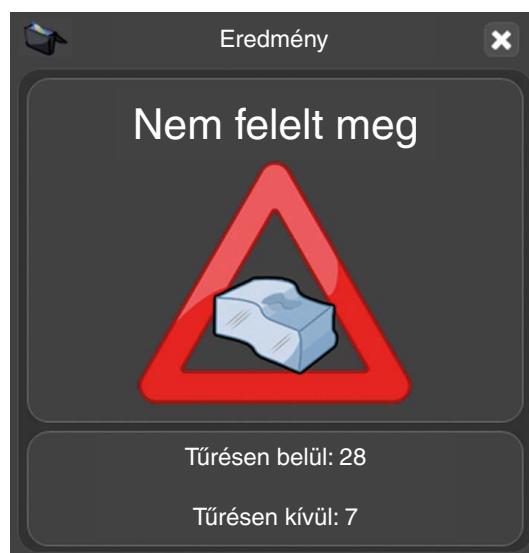 Eredmény
Nem felelt meg
Tűrésen belül: 28
Tűrésen kívül: 7